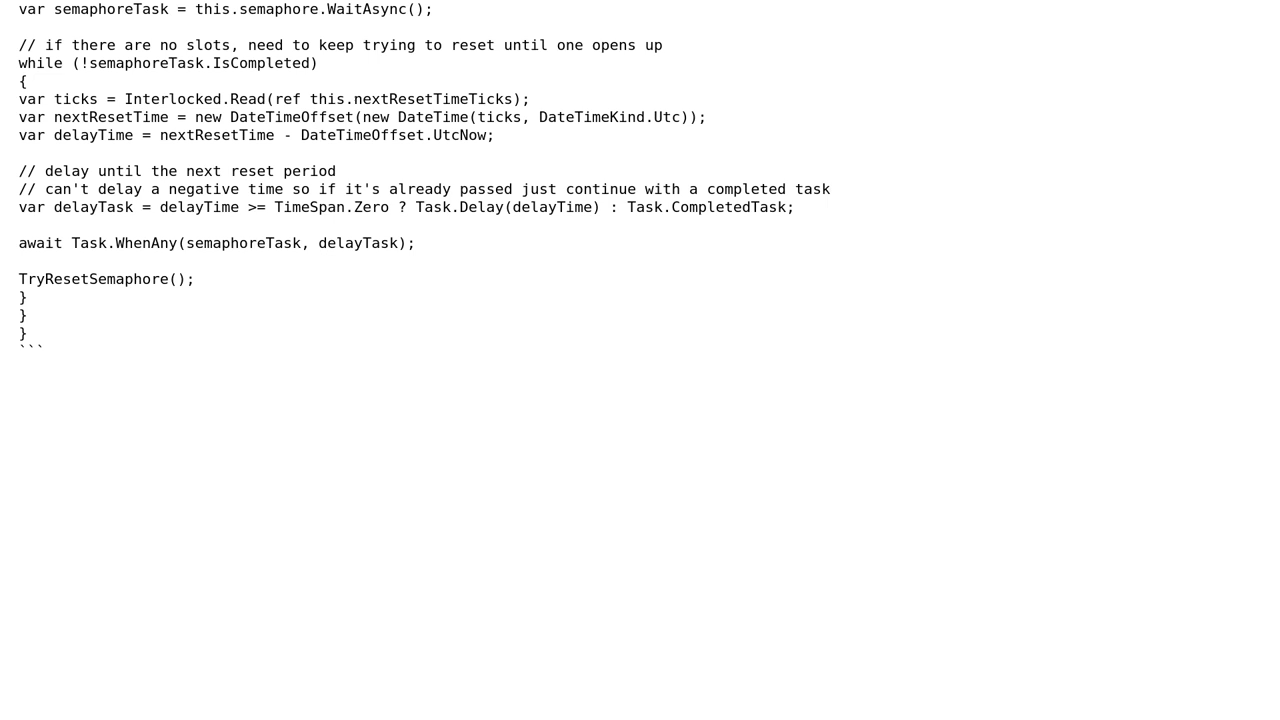 var semaphoreTask = this.semaphore.WaitAsync();
// if there are no slots, need to keep trying to reset until one opens up
while (!semaphoreTask.IsCompleted)
{
var ticks = Interlocked.Read(ref this.nextResetTimeTicks);
var nextResetTime = new DateTimeOffset(new DateTime(ticks, DateTimeKind.Utc));
var delayTime = nextResetTime - DateTimeOffset.UtcNow;
// delay until the next reset period
// can't delay a negative time so if it's already passed just continue with a completed task
var delayTask = delayTime >= TimeSpan.Zero ? Task.Delay(delayTime) : Task.CompletedTask;
await Task.WhenAny(semaphoreTask, delayTask);
TryResetSemaphore();
}
}
}
```